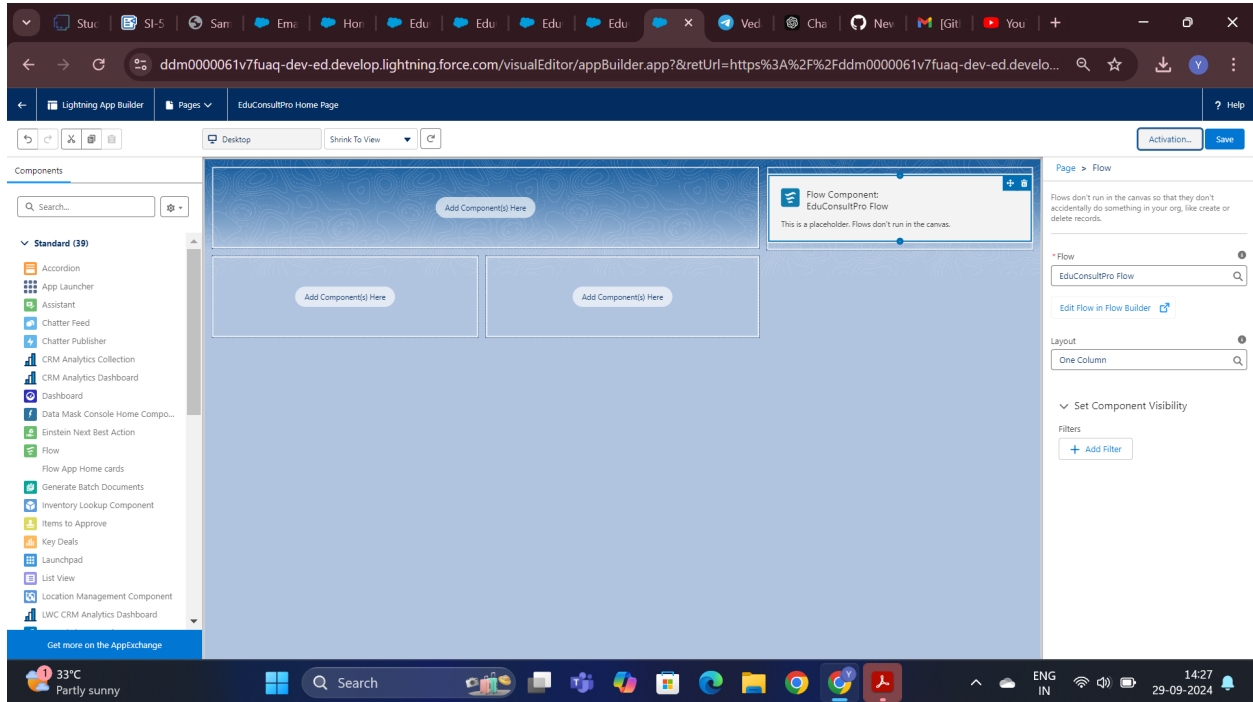 Stuc
SI-5
Sam
Ema
Hom
Edu
Edu
Edu
Edu
Ved
Cha
Nev
[Giti
You
ddm0000061v7fuaq-dev-ed.develop.lightning.force.com/visualEditor/appBuilder.app?&retUrl=https%3A%2F%2Fddm0000061v7fuaq-dev-ed.develo...
Y
Lightning App Builder
Pages
EduConsultPro Home Page
? Help
Desktop
Shrink To View
Activation...
Save
Components
Search...
Standard (39)
Accordion
App Launcher
Assistant
Chatter Feed
Chatter Publisher
CRM Analytics Collection
CRM Analytics Dashboard
Dashboard
Data Mask Console Home Compo...
Einstein Next Best Action
Flow
Flow App Home cards
Generate Batch Documents
Inventory Lookup Component
Items to Approve
Key Deals
Launchpad
List View
Location Management Component
LWC CRM Analytics Dashboard
Get more on the AppExchange
Add Component(s) Here
Add Component(s) Here
Add Component(s) Here
Flow Component:
EduConsultPro Flow
This is a placeholder. Flows don't run in the canvas.
Page > Flow
Flows don't run in the canvas so that they don't
accidentally do something in your org, like create or
delete records.
* Flow
EduConsultPro Flow
Edit Flow in Flow Builder
Layout
One Column
Set Component Visibility
Filters
+ Add Filter
1
33°C
Partly sunny
Search
Y
ENG
IN
14:27
29-09-2024